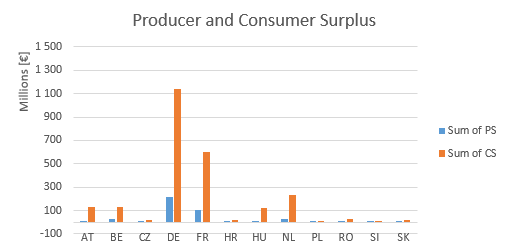 Producer and Consumer Surplus
Millions [€]
1 500
1 300
1 100
900
700
500
300
100
-100
AT BE CZ DE FR HR HU NL PL RO SI SK
Sum of PS
Sum of CS